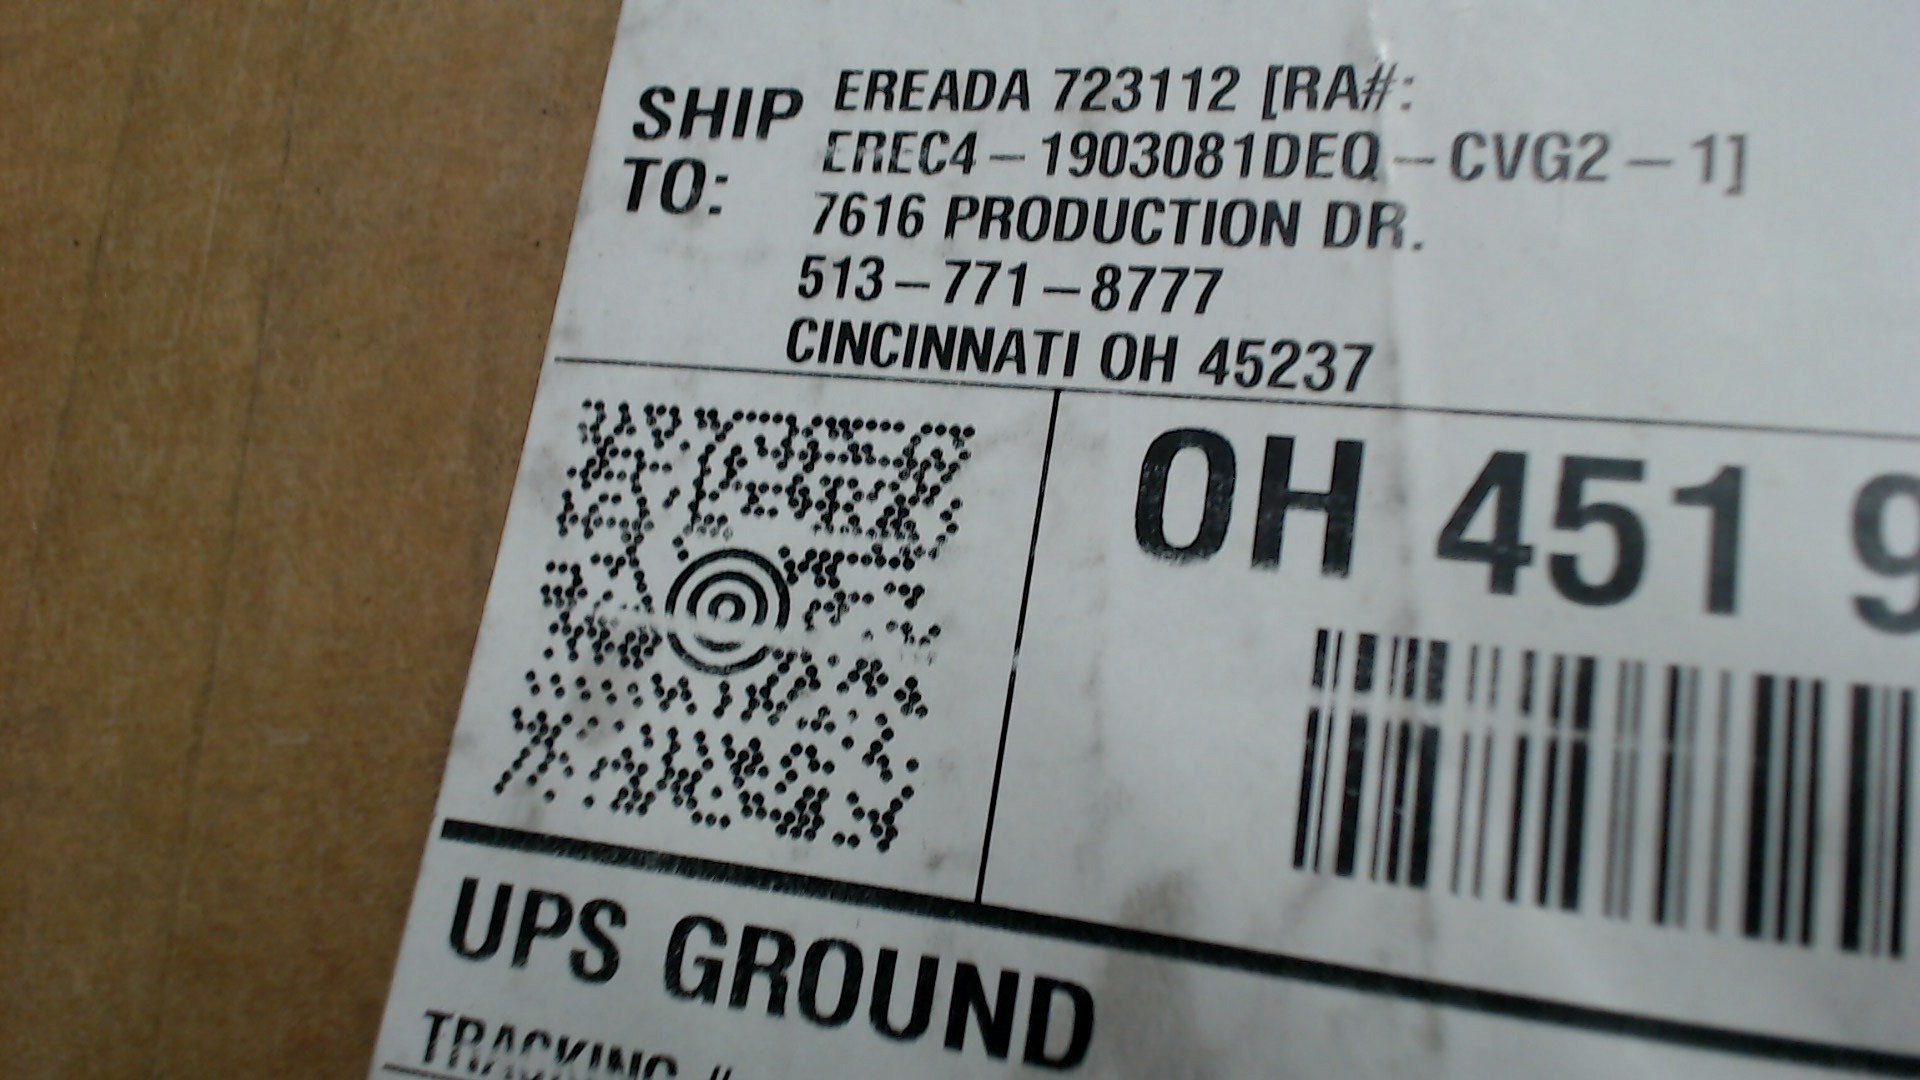 SHIP TO:
EREADA 723112 [RA#:
EREC4-1903081DEQ-CVG2-1]
7616 PRODUCTION DR.
513-771-8777
CINCINNATI OH 45237
OH 451 9
UPS GROUND
TRACKING #